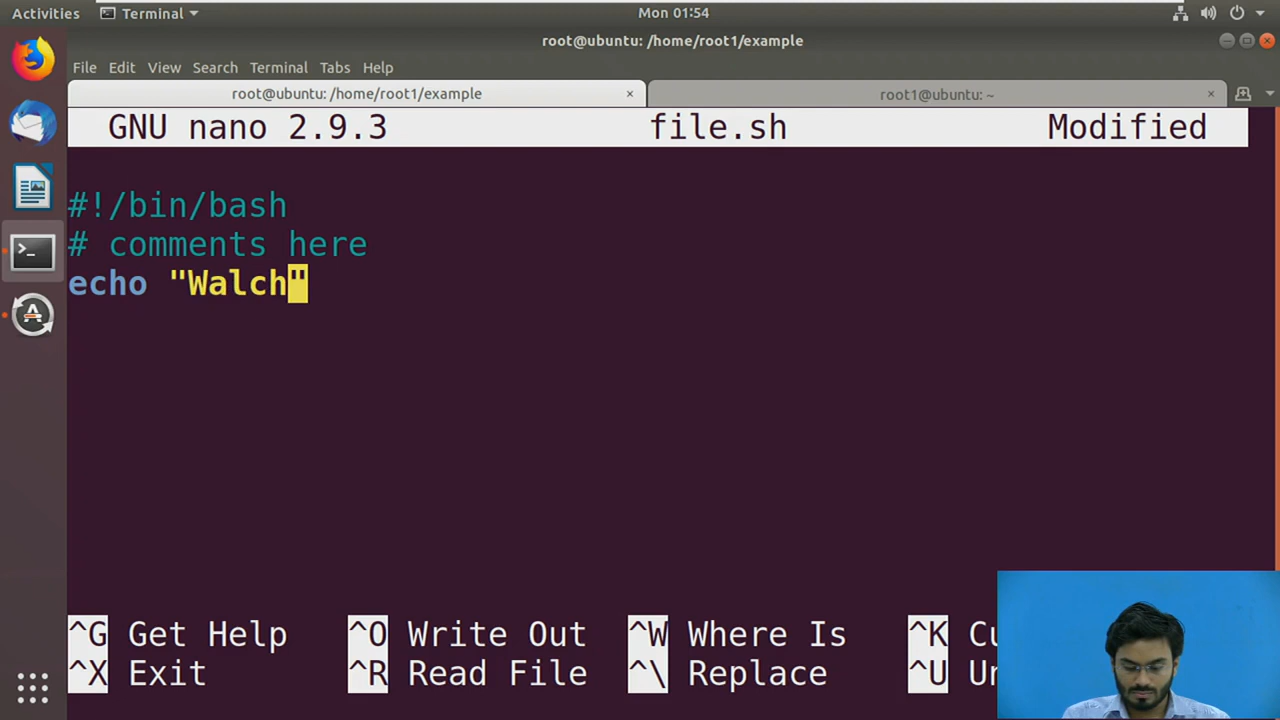 Activities Terminal Mon 01:54
root@ubuntu: /home/root1/example
File Edit View Search Terminal Tabs Help
root@ubuntu: /home/root1/example × root1@ubuntu: ~ ×
GNU nano 2.9.3 file.sh Modified
#!/bin/bash
# comments here
echo "Walch"
^G Get Help ^O Write Out ^W Where Is ^K
^X Exit ^R Read File ^\ Replace ^U